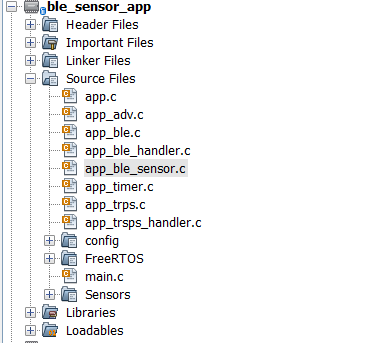 ble_sensor_app
Header Files
Important Files
Linker Files
Source Files
app.c
app_adv.c
app_ble.c
app_ble_handler.c
app_ble_sensor.c
app_timer.c
app_trps.c
app_trsps_handler.c
config
FreeRTOS
main.c
Sensors
Libraries
Loadables